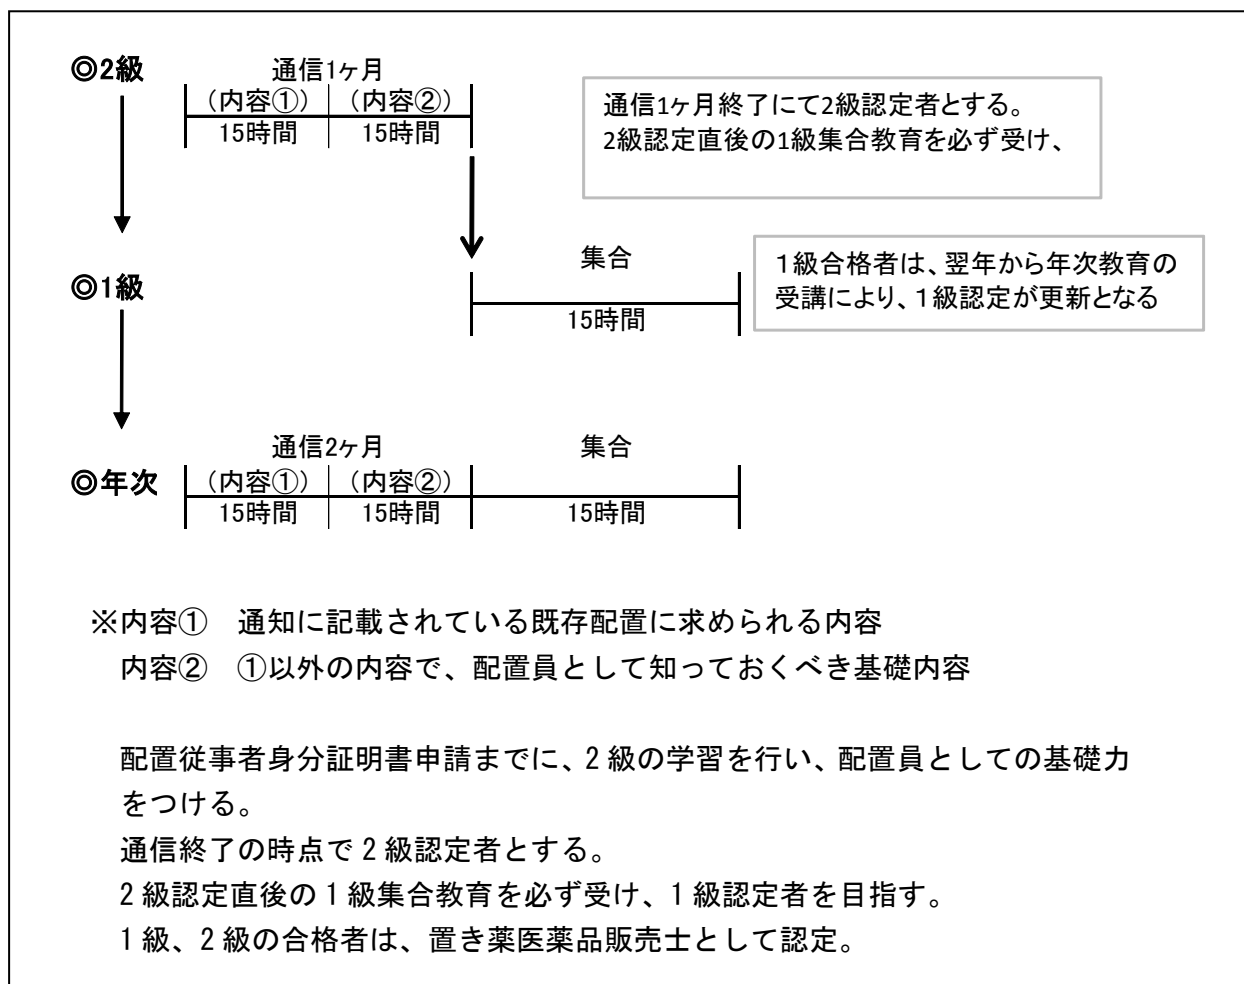 ◎2級
通信1ヶ月
（内容①）
（内容②）
15時間
15時間
通信1ヶ月終了にて2級認定者とする。
2級認定直後の1級集合教育を必ず受け、
◎1級
集合
15時間
１級合格者は、翌年から年次教育の
受講により、１級認定が更新となる
◎年次
通信2ヶ月
集合
（内容①）
（内容②）
15時間
15時間
15時間
※内容①　通知に記載されている既存配置に求められる内容
内容②　①以外の内容で、配置員として知っておくべき基礎内容
配置従事者身分証明書申請までに、2級の学習を行い、配置員としての基礎力
をつける。
通信終了の時点で2級認定者とする。
2級認定直後の1級集合教育を必ず受け、1級認定者を目指す。
1級、2級の合格者は、置き薬医薬品販売士として認定。